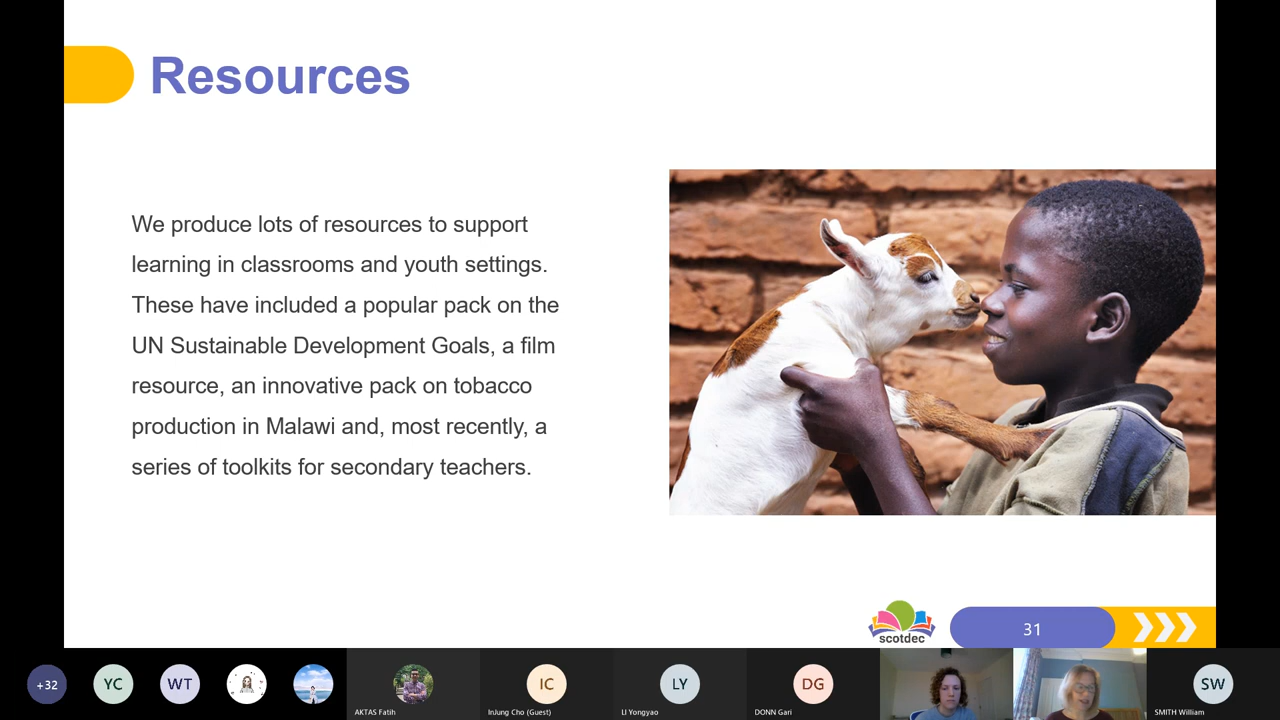 Resources
We produce lots of resources to support
learning in classrooms and youth settings.
These have included a popular pack on the
UN Sustainable Development Goals, a film
resource, an innovative pack on tobacco
production in Malawi and, most recently, a
series of toolkits for secondary teachers.
scotdec
31
+32
YC
WT
AKTAS Fatih
IC
InJung Cho (Guest)
LY
LI Yongyao
DG
DONN Gari
SW
SMITH William